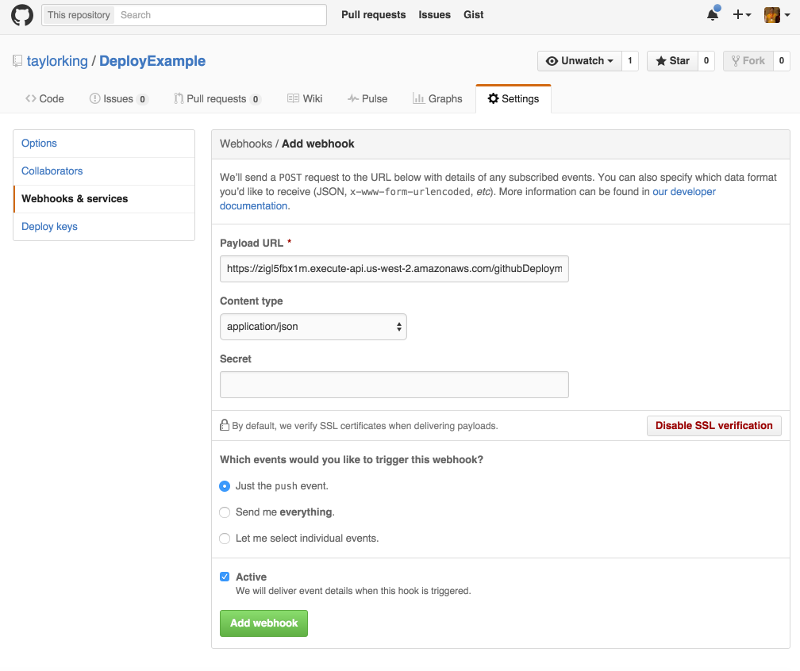 This repository Search Pull requests Issues Gist
taylorking / DeployExample Unwatch 1 Star 0 Fork 0
Code Issues 0 Pull requests 0 Wiki Pulse Graphs Settings
Options
Collaborators
Webhooks & services
Deploy keys
Webhooks / Add webhook
We'll send a POST request to the URL below with details of any subscribed events. You can also specify which data format
you'd like to receive (JSON, x-www-form-urlencoded, etc). More information can be found in our developer
documentation.
Payload URL *
https://zigl5fbx1m.execute-api.us-west-2.amazonaws.com/githubDeploym
Content type
application/json
Secret
By default, we verify SSL certificates when delivering payloads. Disable SSL verification
Which events would you like to trigger this webhook?
Just the push event.
Send me everything.
Let me select individual events.
Active
We will deliver event details when this hook is triggered.
Add webhook